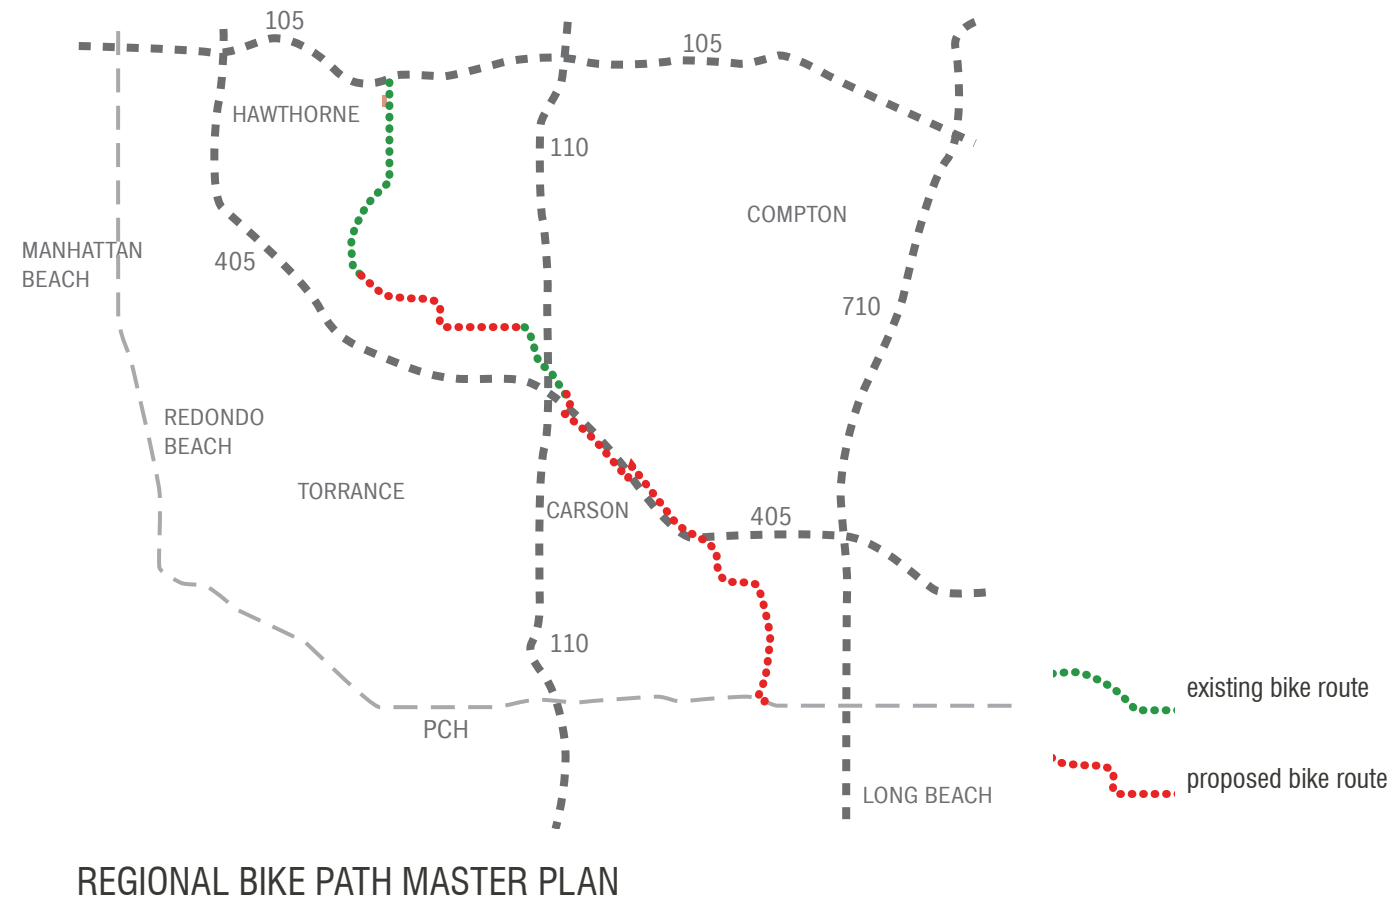 105
105
HAWTHORNE
110
COMPTON
MANHATTAN
BEACH
405
710
REDONDO
BEACH
TORRANCE
CARSON
405
110
PCH
LONG BEACH
existing bike route
proposed bike route
REGIONAL BIKE PATH MASTER PLAN